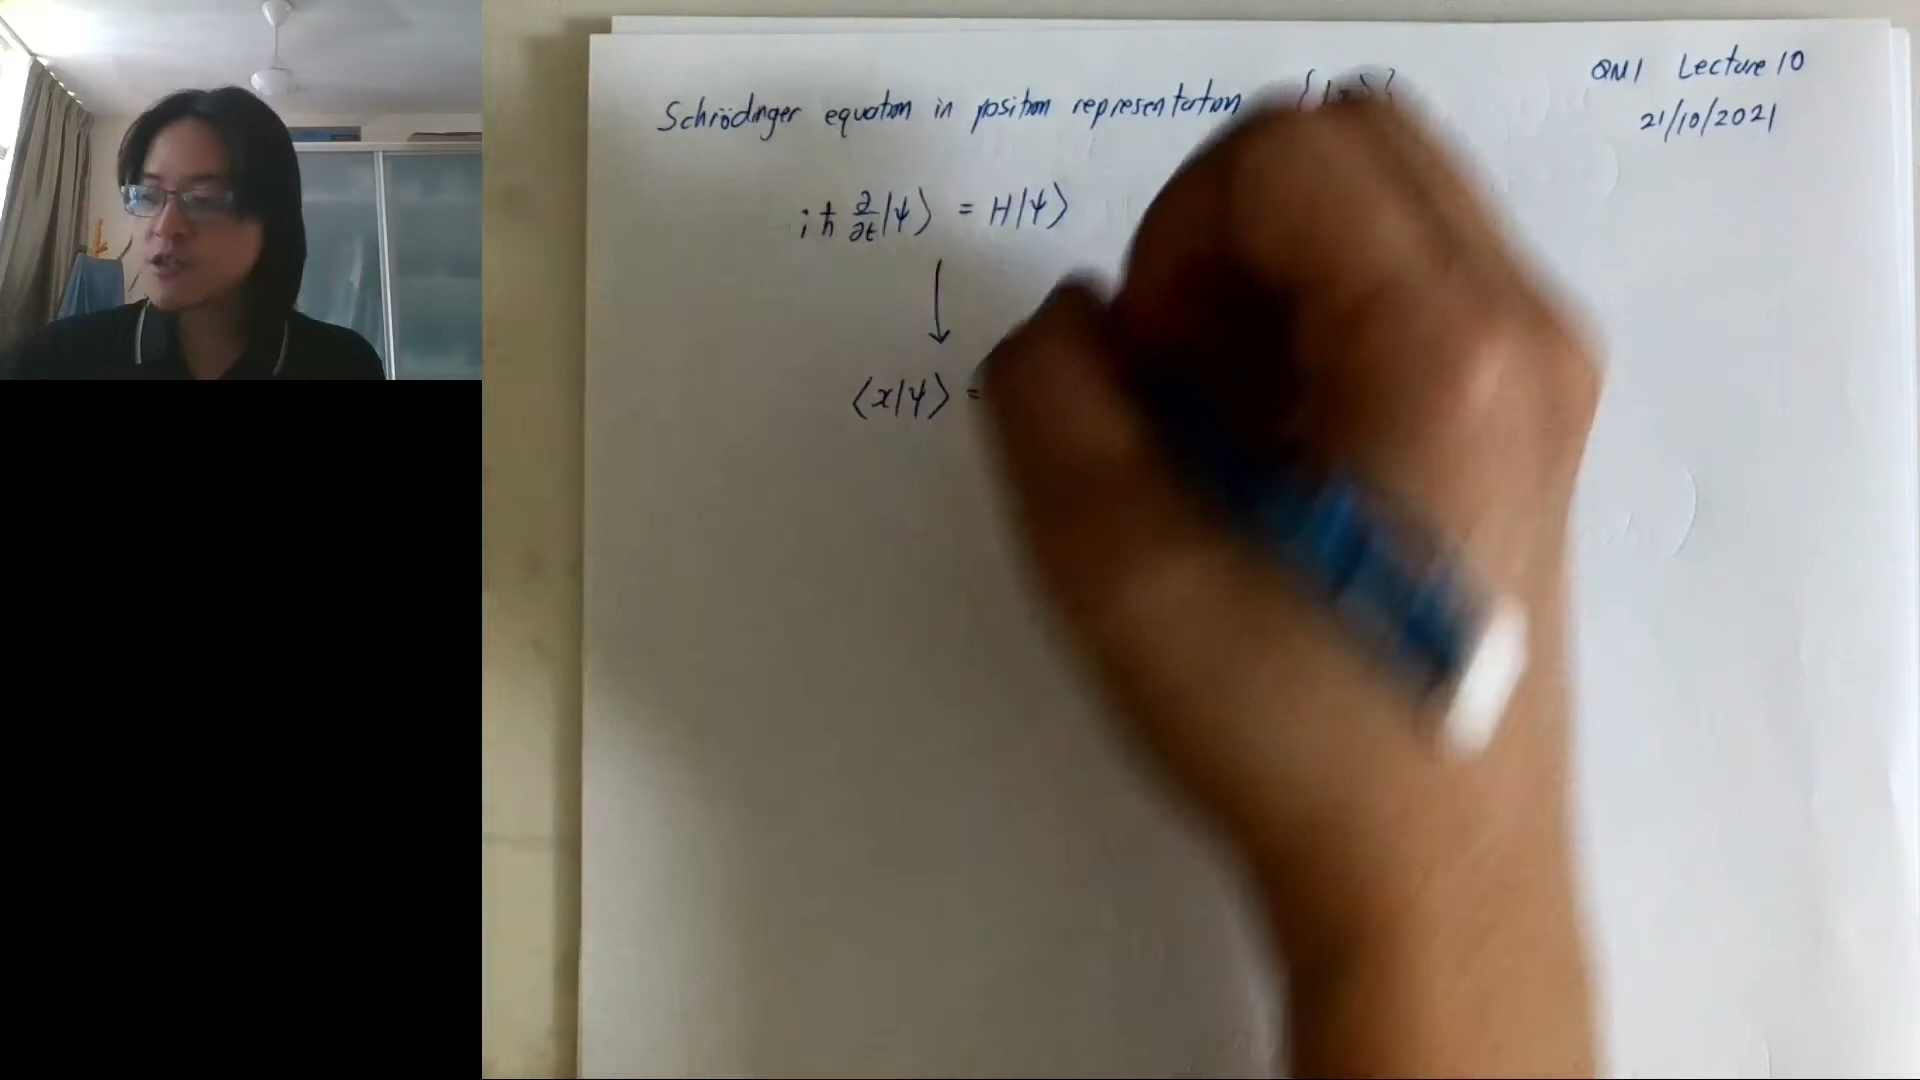 QM1 Lecture 10
21/10/2021
Schrödinger equation in position representation {|x>}
iħ ∂/∂t |ψ⟩ = H|ψ⟩
↓
⟨x|ψ⟩ =